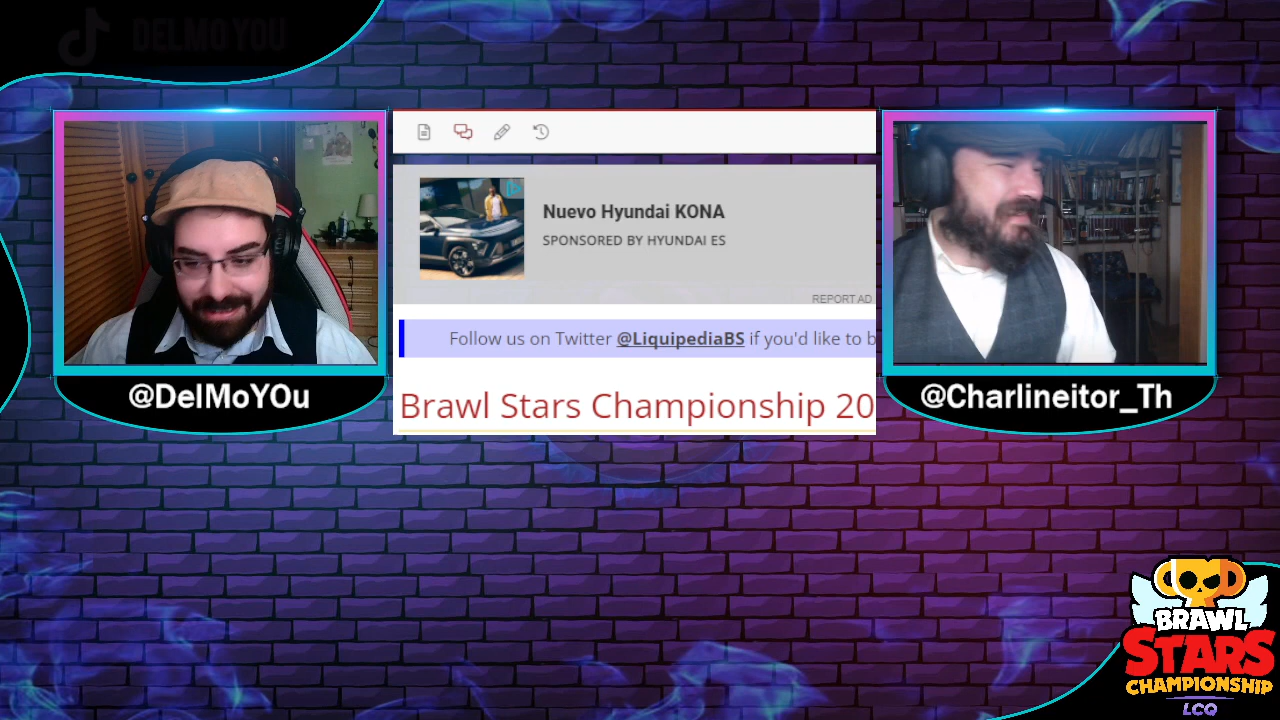 DELMOYOU
Nuevo Hyundai KONA
SPONSORED BY HYUNDAI ES
REPORT AD
Follow us on Twitter @LiquipediaBS if you'd like to b
Brawl Stars Championship 20
@DelMoYOu
@Charlineitor_Th
BRAWL
STARS
CHAMPIONSHIP
LCQ